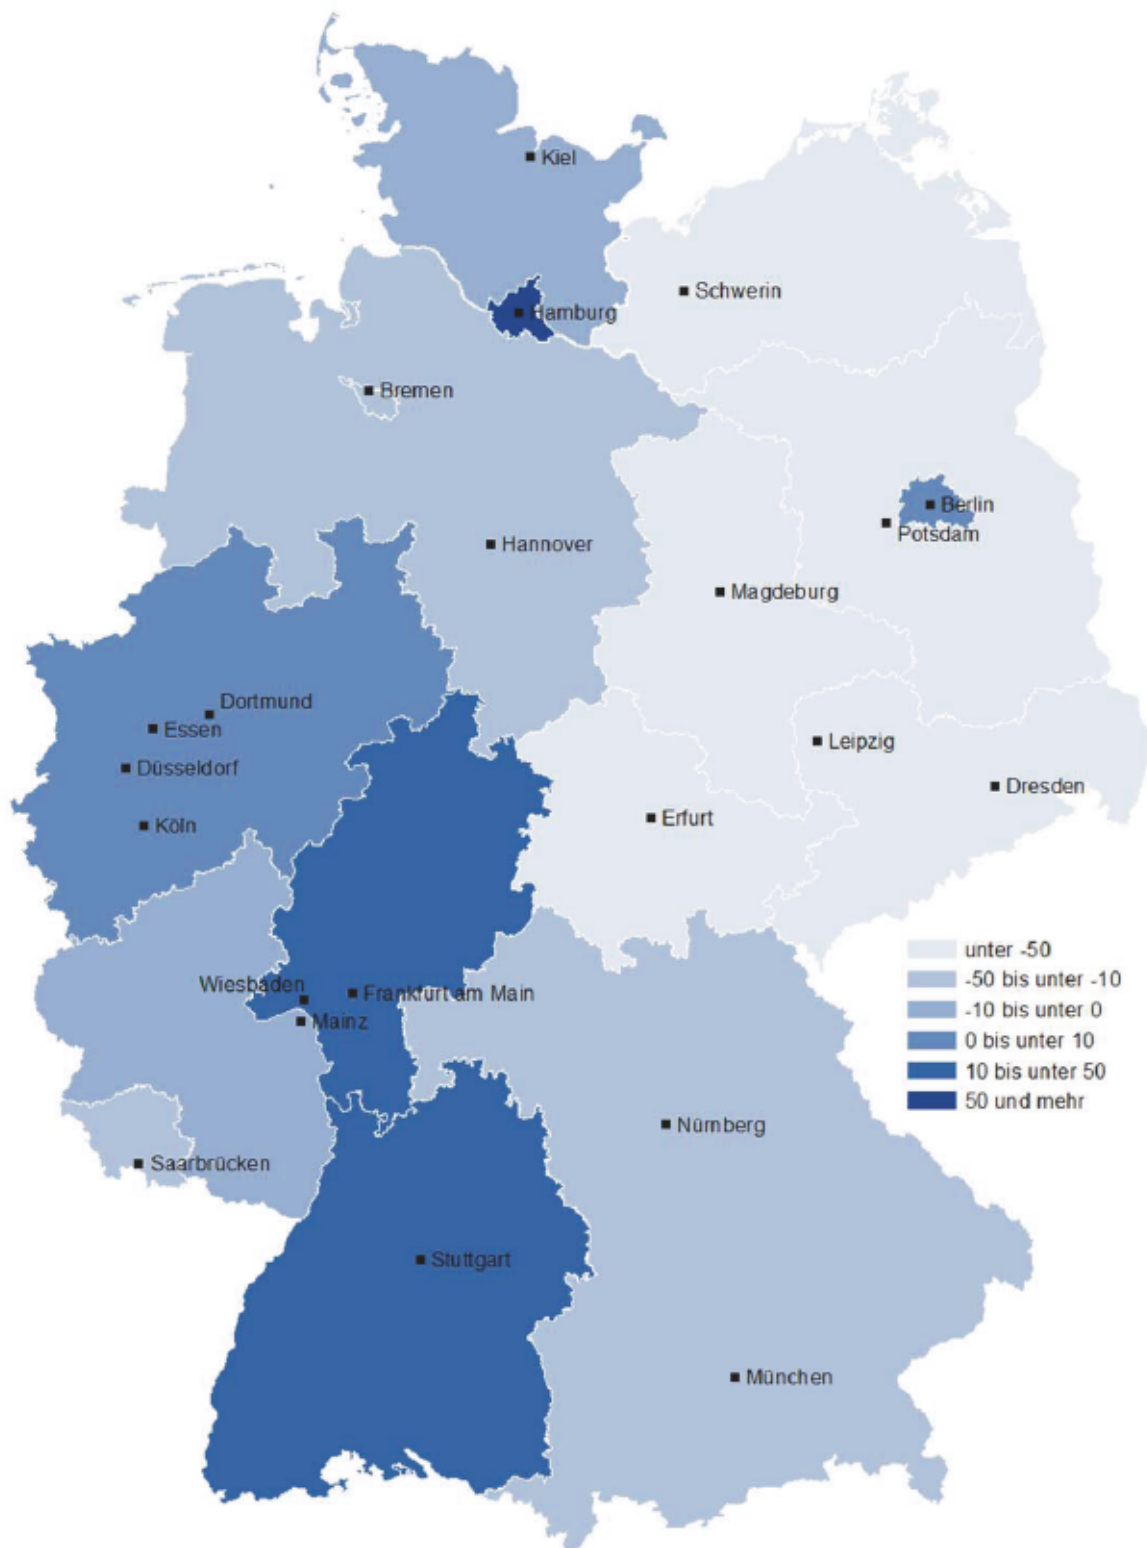 Kiel
Schwerin
Hamburg
Bremen
Berlin
Potsdam
Hannover
Magdeburg
Dortmund
Essen
Leipzig
Düsseldorf
Dresden
Erfurt
Köln
unter -50
-50 bis unter -10
-10 bis unter 0
0 bis unter 10
10 bis unter 50
50 und mehr
Wiesbaden
Frankfurt am Main
Mainz
Nürnberg
Saarbrücken
Stuttgart
München